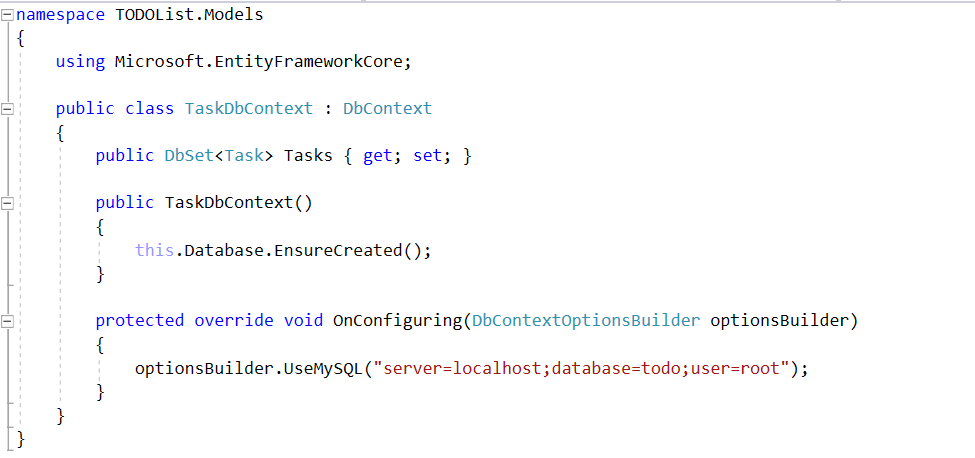 namespace TODOList.Models
{
    using Microsoft.EntityFrameworkCore;

    public class TaskDbContext : DbContext
    {
        public DbSet<Task> Tasks { get; set; }

        public TaskDbContext()
        {
            this.Database.EnsureCreated();
        }

        protected override void OnConfiguring(DbContextOptionsBuilder optionsBuilder)
        {
            optionsBuilder.UseMySQL("server=localhost;database=todo;user=root");
        }
    }
}